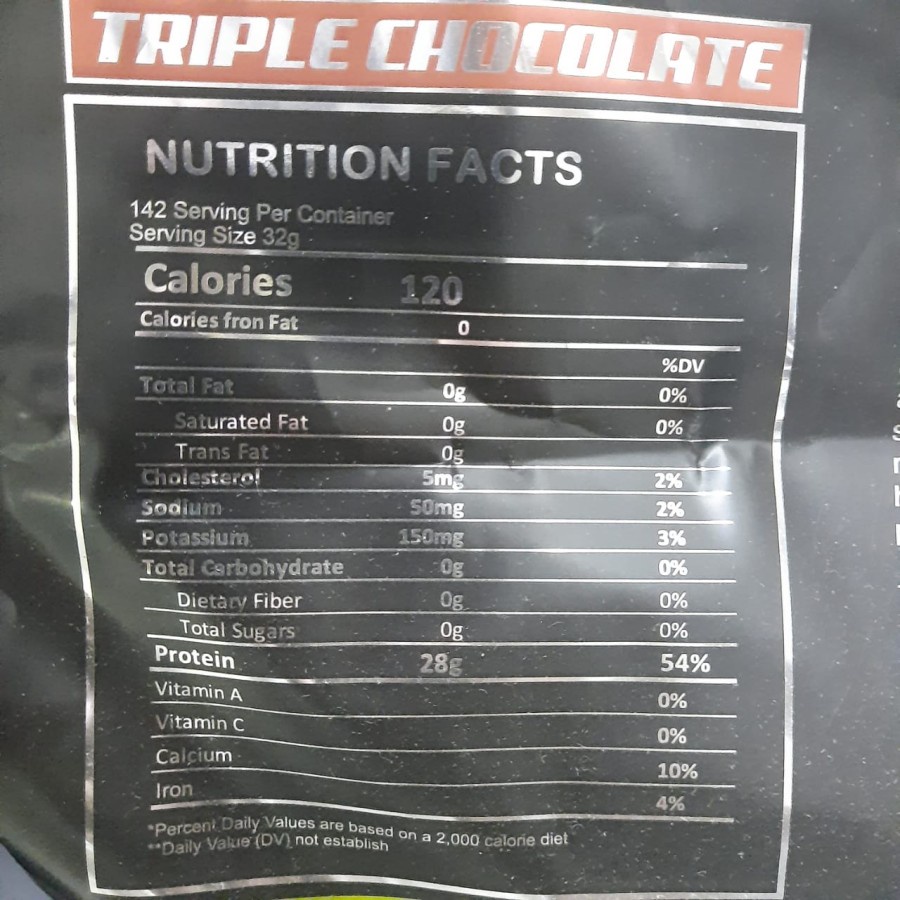 TRIPLE CHOCOLATE
NUTRITION FACTS
142 Serving Per Container
Serving Size 32g
Calories 120
Calories fron Fat 0
%DV
Total Fat 0g 0%
Saturated Fat 0g 0%
Trans Fat 0g
Cholesterol 5mg 2%
Sodium 50mg 2%
Potassium 150mg 3%
Total Carbohydrate 0g 0%
Dietary Fiber 0g 0%
Total Sugars 0g 0%
Protein 28g 54%
Vitamin A 0%
Vitamin C 0%
Calcium 10%
Iron 4%
*Percent Daily Values are based on a 2,000 calorie diet
**Daily Value (DV) not establish